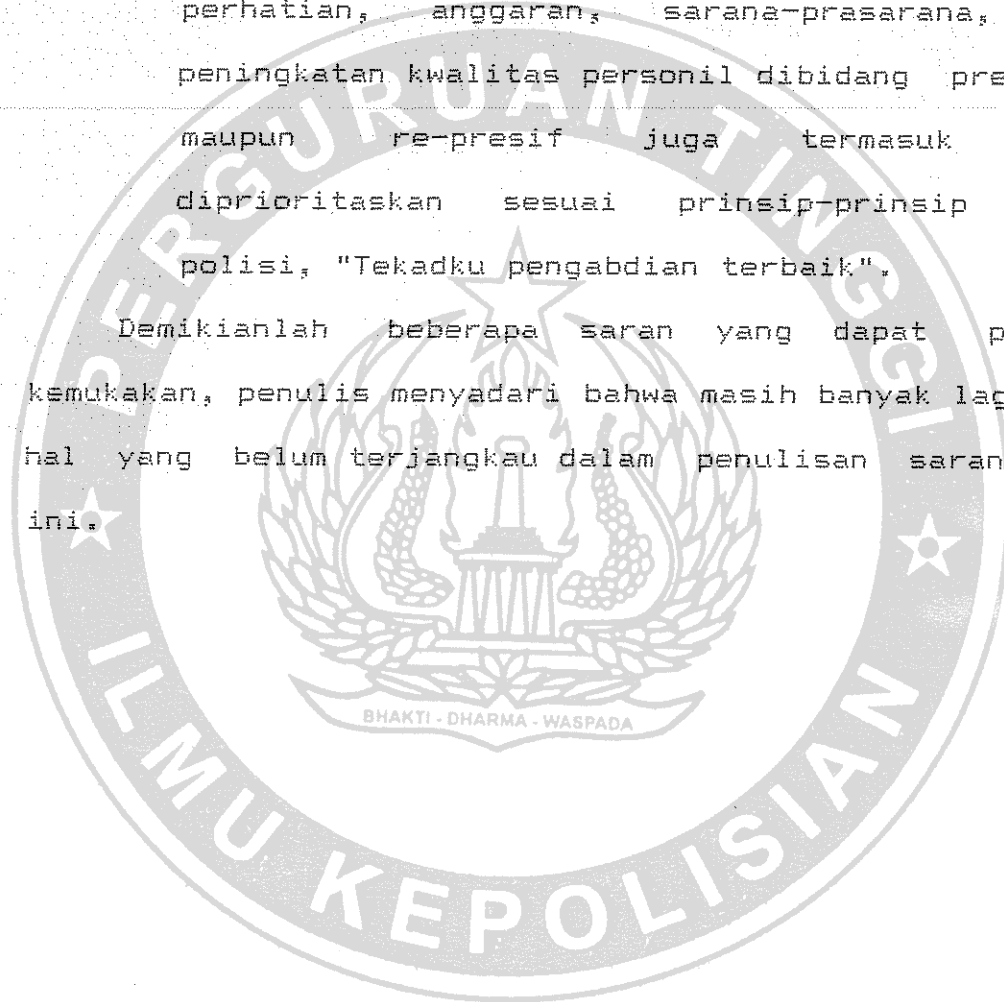 perhatian, anggaran, sarana-prasarana,
peningkatan kwalitas personil dibidang pre
maupun re-presif juga termasuk
diprioritaskan sesuai prinsip-prinsip
polisi, "Tekadku pengabdian terbaik".
Demikianlah beberapa saran yang dapat p
kemukakan, penulis menyadari bahwa masih banyak lag
hal yang belum terjangkau dalam penulisan saran
ini.
PERGURUAN TINGGI
BHAKTI - DHARMA - WASPADA
ILMU KEPOLISIAN